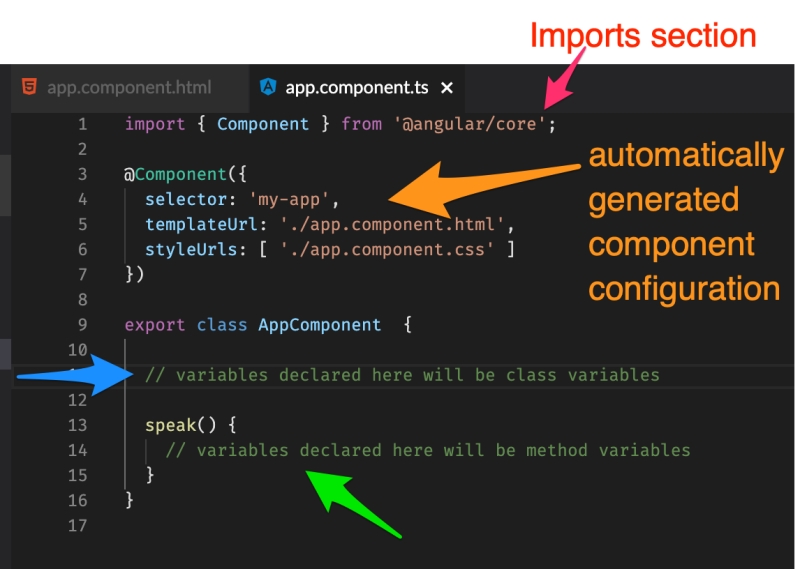 Imports section
app.component.html app.component.ts ×
1 import { Component } from '@angular/core';
2
3 @Component({
4 selector: 'my-app',
5 templateUrl: './app.component.html',
6 styleUrls: [ './app.component.css' ]
7 })
8
9 export class AppComponent {
10
// variables declared here will be class variables
12
13 speak() {
14 // variables declared here will be method variables
15 }
16 }
17
automatically
generated
component
configuration